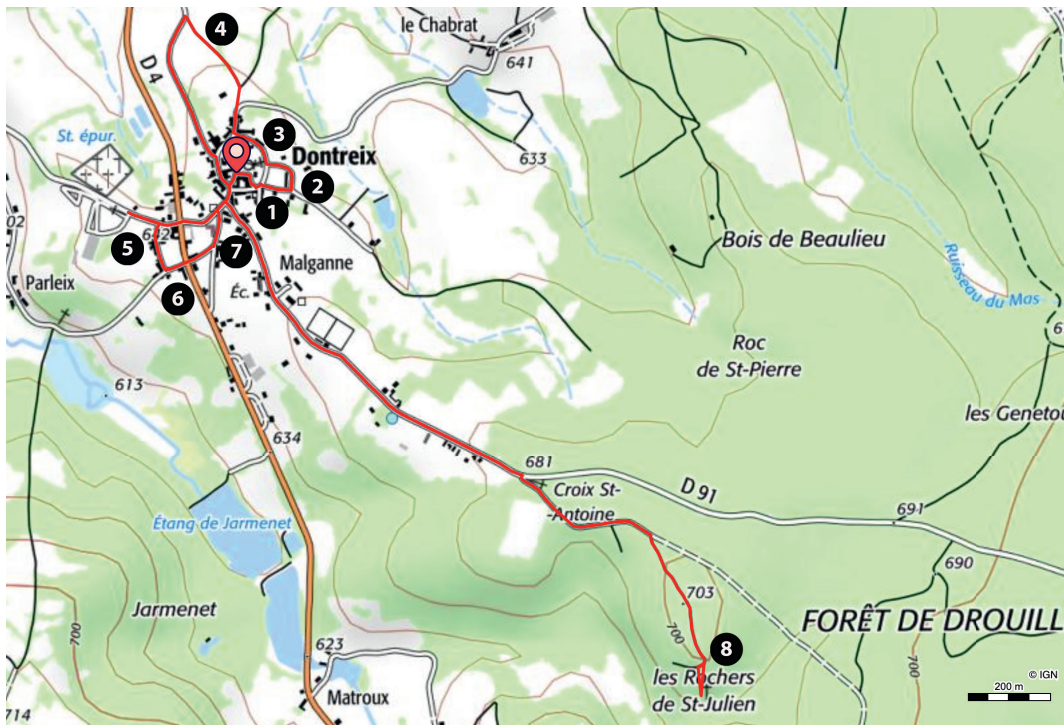 4
le Chabrat
641
D 4
St. épur.
3
Dontreix
633
2
1
02
642
5
7
Bois de Beaulieu
Malganne
Ruisseau du Mas
Parleix
6
Éc.
Roc
de St-Pierre
613
les Genetou
634
681
Croix St-
-Antoine
D 91
Étang de Jarmenet
691
690
703
Jarmenet
700
700
FORÊT DE DROUILL
8
700
623
les Rochers
de St-Julien
Matroux
714
© IGN
200 m